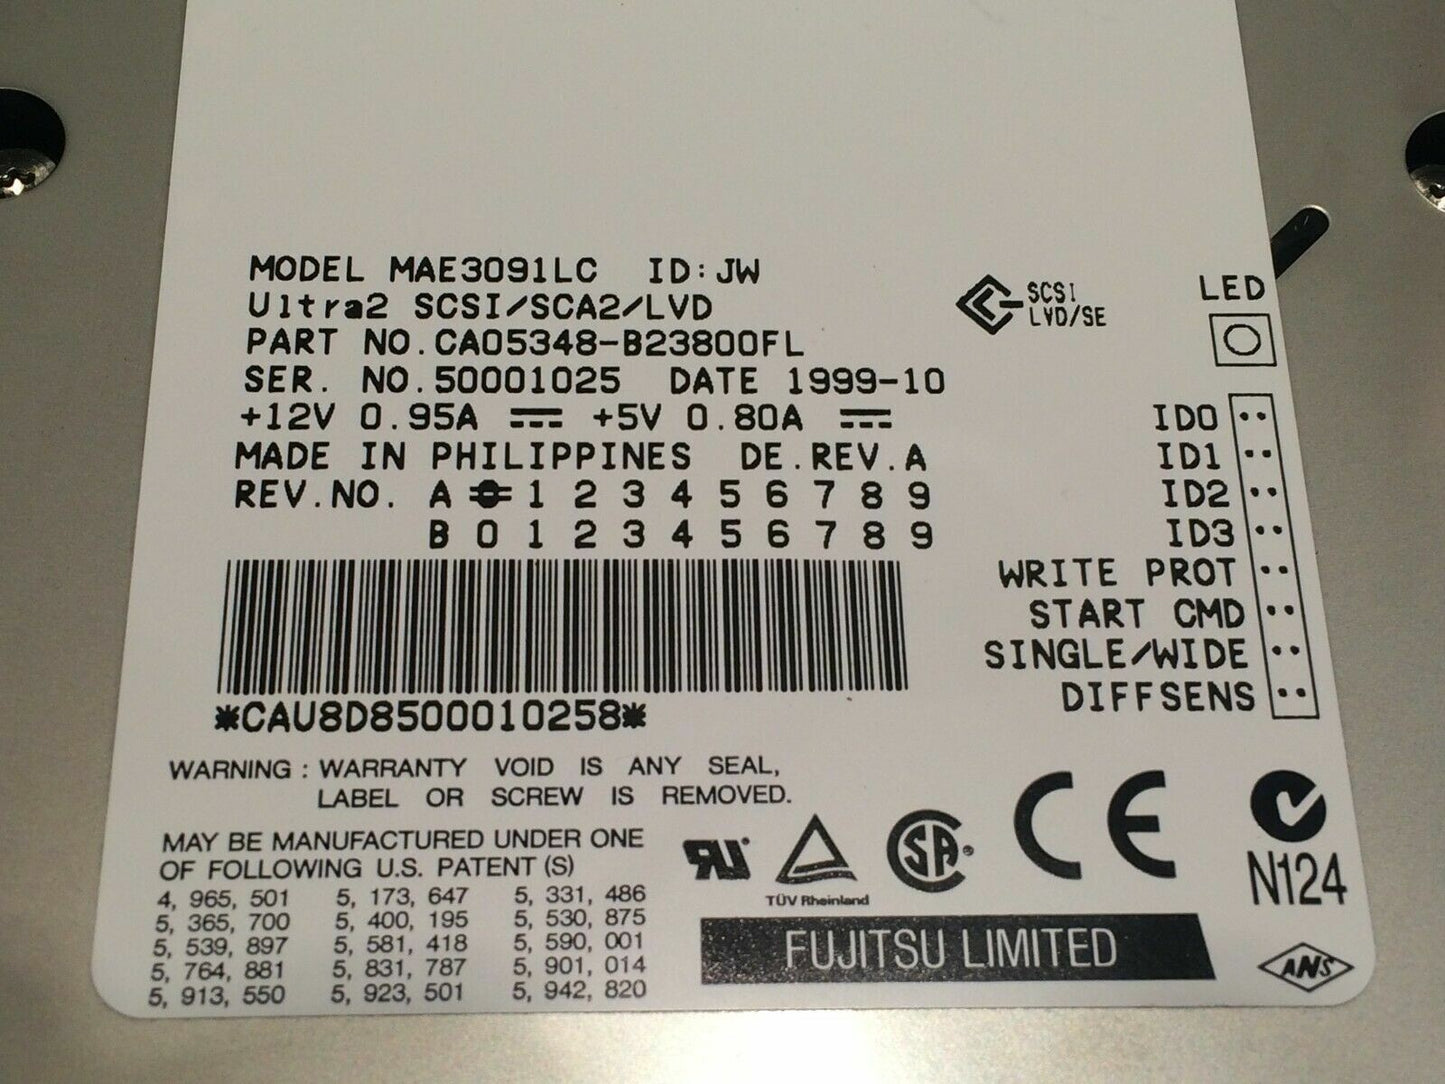 MODEL MAE3091LC ID:JW
Ultra2 SCSI/SCA2/LVD
PART NO.CA05348-B23800FL
SER. NO.50001025 DATE 1999-10
+12V 0.95A +5V 0.80A
MADE IN PHILIPPINES DE.REV.A
REV.NO. A 0 1 2 3 4 5 6 7 8 9
B 0 1 2 3 4 5 6 7 8 9
*CAU8D8500010258*
SCSI
LVD/SE
LED
ID0
ID1
ID2
ID3
WRITE PROT
START CMD
SINGLE/WIDE
DIFFSENS
WARNING : WARRANTY VOID IS ANY SEAL,
LABEL OR SCREW IS REMOVED.
MAY BE MANUFACTURED UNDER ONE
OF FOLLOWING U.S. PATENT (S)
4, 965, 501 5, 173, 647 5, 331, 486
5, 365, 700 5, 400, 195 5, 530, 875
5, 539, 897 5, 581, 418 5, 590, 001
5, 764, 881 5, 831, 787 5, 901, 014
5, 913, 550 5, 923, 501 5, 942, 820
TÜV Rheinland
CE
N124
FUJITSU LIMITED
ANS